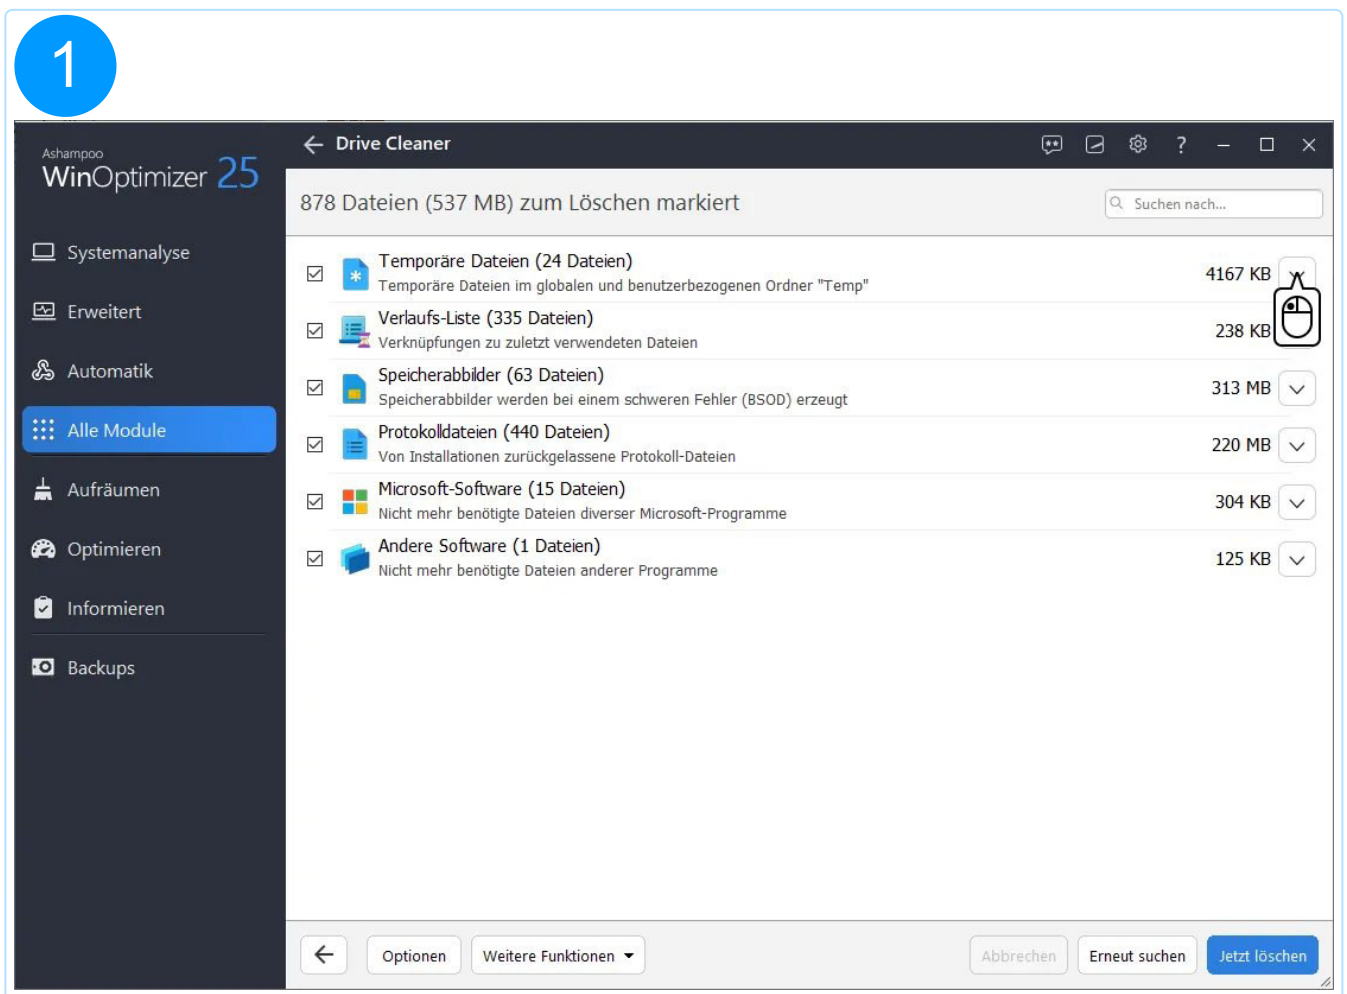 1
Ashampoo
WinOptimizer 25
Drive Cleaner
?
878 Dateien (537 MB) zum Löschen markiert
Suchen nach...
Systemanalyse
Erweitert
Automatik
Alle Module
Aufräumen
Optimieren
Informieren
Backups
Temporäre Dateien (24 Dateien)
Temporäre Dateien im globalen und benutzerbezogenen Ordner "Temp"
4167 KB
Verlaufs-Liste (335 Dateien)
Verknüpfungen zu zuletzt verwendeten Dateien
238 KB
Speicherabbilder (63 Dateien)
Speicherabbilder werden bei einem schweren Fehler (BSOD) erzeugt
313 MB
Protokolldateien (440 Dateien)
Von Installationen zurückgelassene Protokoll-Dateien
220 MB
Microsoft-Software (15 Dateien)
Nicht mehr benötigte Dateien diverser Microsoft-Programme
304 KB
Andere Software (1 Dateien)
Nicht mehr benötigte Dateien anderer Programme
125 KB
Optionen
Weitere Funktionen
Abbrechen
Erneut suchen
Jetzt löschen